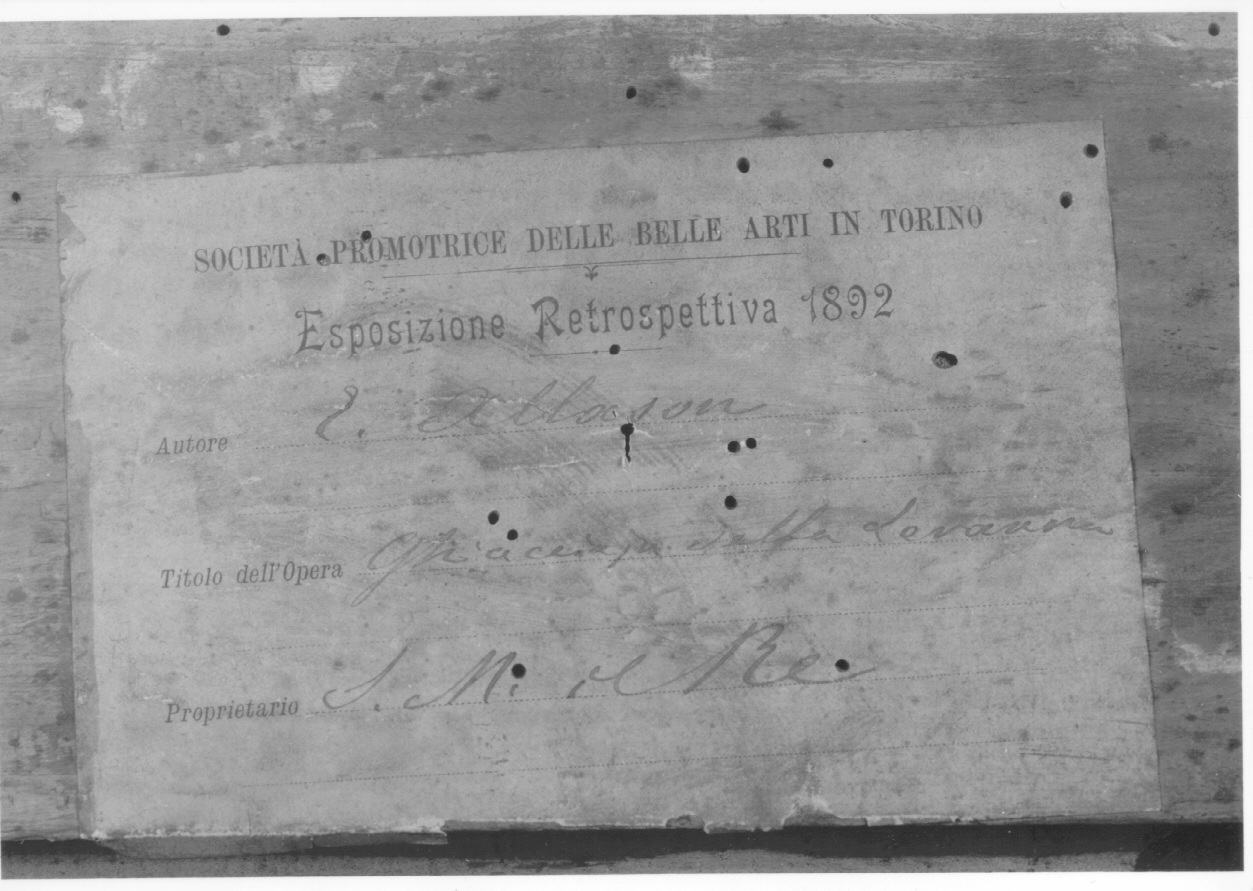 SOCIETÀ PROMOTRICE DELLE BELLE ARTI IN TORINO
Esposizione Retrospettiva 1892
Autore E. Allason
Titolo dell'Opera Ghiacciaja della Levanna
Proprietario S. M. il Re